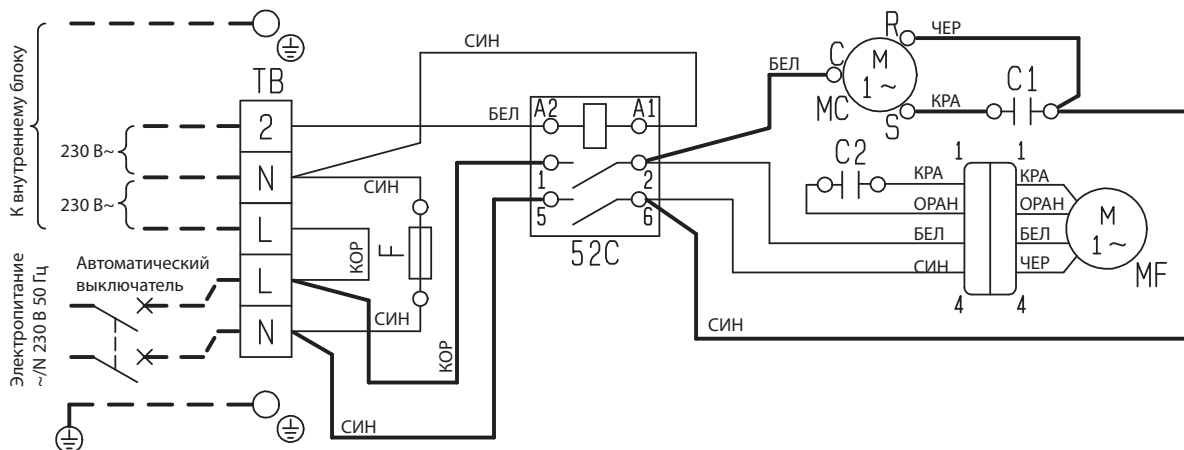 К внутреннему блоку
230 В~
230 В~
Электропитание
~/N 230 В 50 Гц
Автоматический
выключатель
TB
2
N
L
L
N
СИН
БЕЛ
СИН
КОР
F
СИН
КОР
СИН
A2
A1
1
2
5
6
52C
БЕЛ
C
R
M
1~
MC
S
ЧЕР
КРА
C1
C2
1
1
КРА
КРА
ОРАН
ОРАН
БЕЛ
БЕЛ
СИН
ЧЕР
4
4
M
1~
MF
СИН